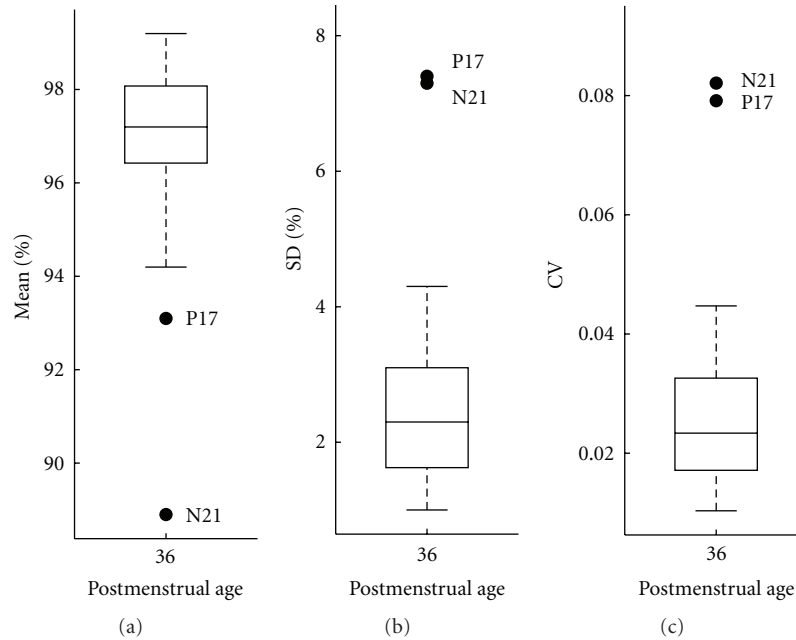 98
96
94
92
90
Mean (%)
P17
N21
36
Postmenstrual age
(a)
8
6
4
2
SD (%)
P17
N21
36
Postmenstrual age
(b)
0.08
0.06
0.04
0.02
CV
N21
P17
36
Postmenstrual age
(c)